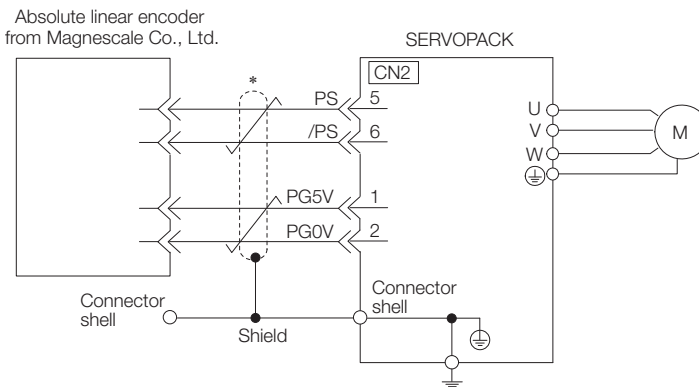 Absolute linear encoder
from Magnescale Co., Ltd.
SERVOPACK
*
CN2
PS 5
/PS 6
PG5V 1
PG0V 2
U
V
W
M
Connector
shell
Shield
Connector
shell